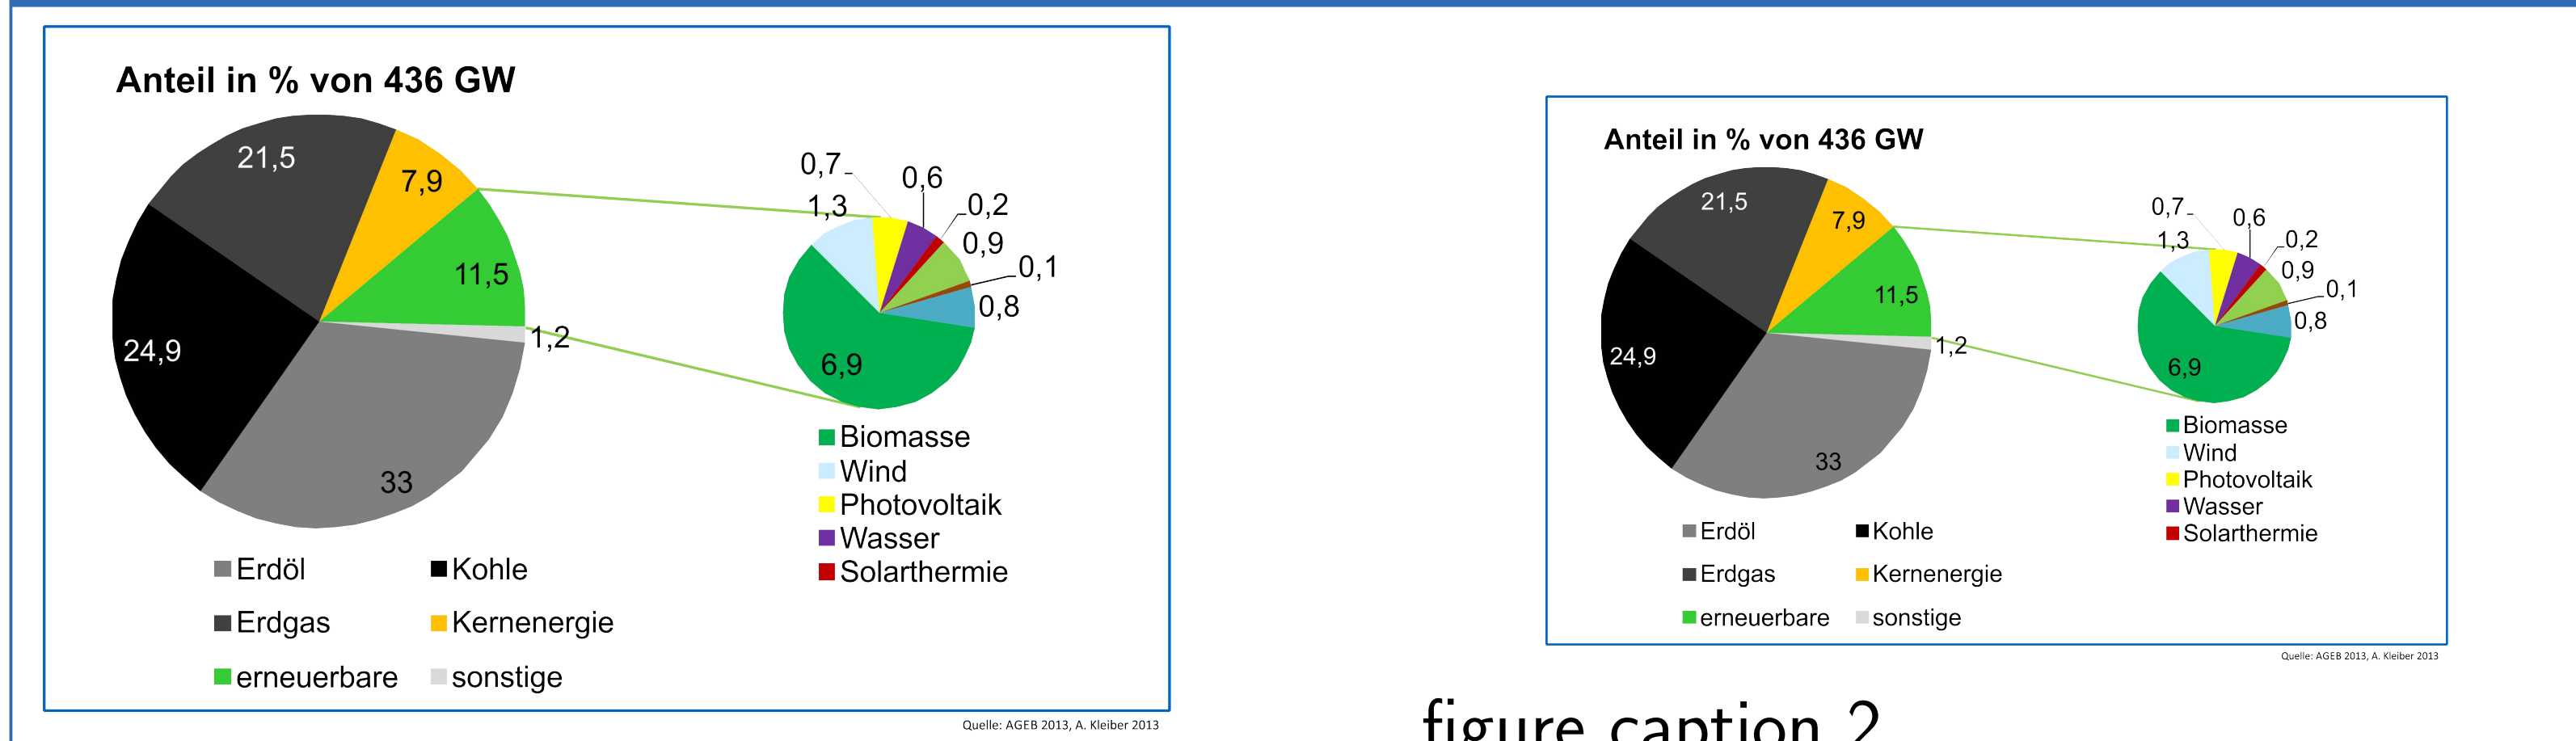 Anteil in % von 436 GW
21,5
7,9
11,5
1,2
24,9
33
0,7
0,6
1,3
0,2
0,9
0,1
0,8
6,9
Biomasse
Wind
Photovoltaik
Wasser
Solarthermie
Erdöl Kohle
Erdgas Kernenergie
erneuerbare sonstige
Quelle: AGEB 2013, A. Kleiber 2013
Anteil in % von 436 GW
21,5
7,9
11,5
1,2
24,9
33
0,7
0,6
1,3
0,2
0,9
0,1
0,8
6,9
Biomasse
Wind
Photovoltaik
Wasser
Solarthermie
Erdöl Kohle
Erdgas Kernenergie
erneuerbare sonstige
Quelle: AGEB 2013, A. Kleiber 2013
figure caption 2